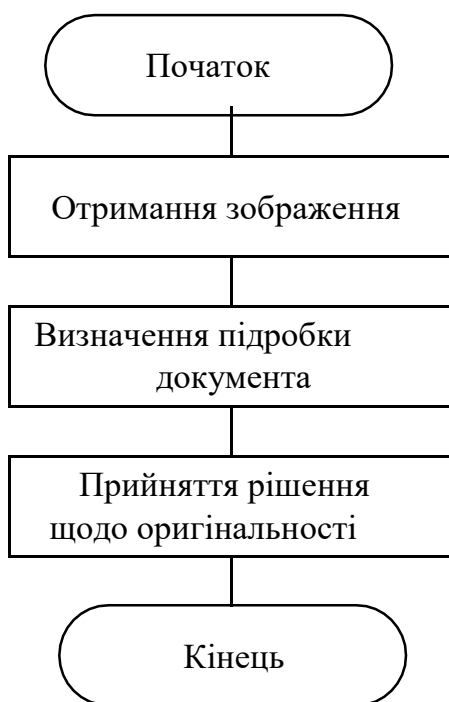 Початок
Отримання зображення
Визначення підробки
документа
Прийняття рішення
щодо оригінальності
Кінець